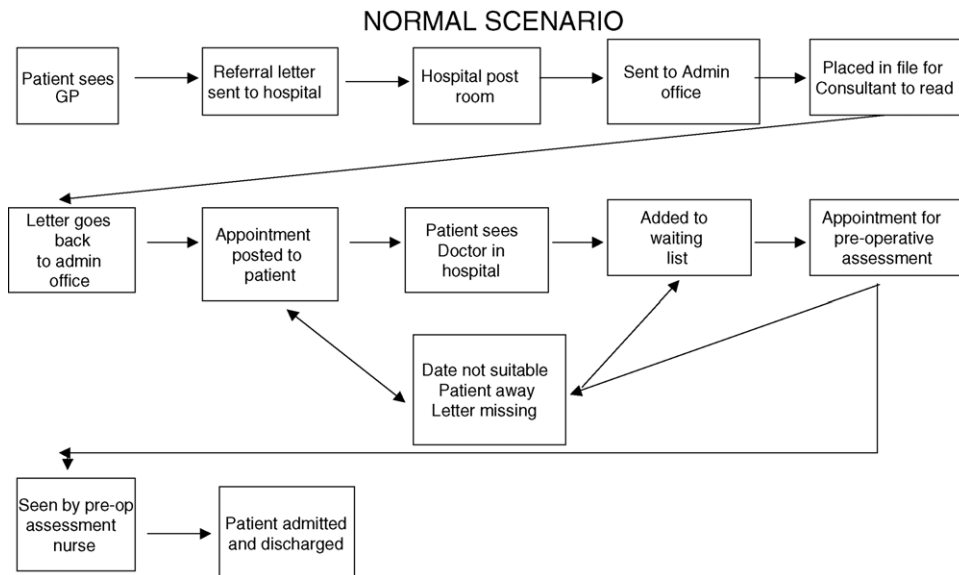 NORMAL SCENARIO
Patient sees
GP
Referral letter
sent to hospital
Hospital post
room
Sent to Admin
office
Placed in file for
Consultant to read
Letter goes
back
to admin
office
Appointment
posted to
patient
Patient sees
Doctor in
hospital
Added to
waiting
list
Appointment for
pre-operative
assessment
Date not suitable
Patient away
Letter missing
Seen by pre-op
assessment
nurse
Patient admitted
and discharged